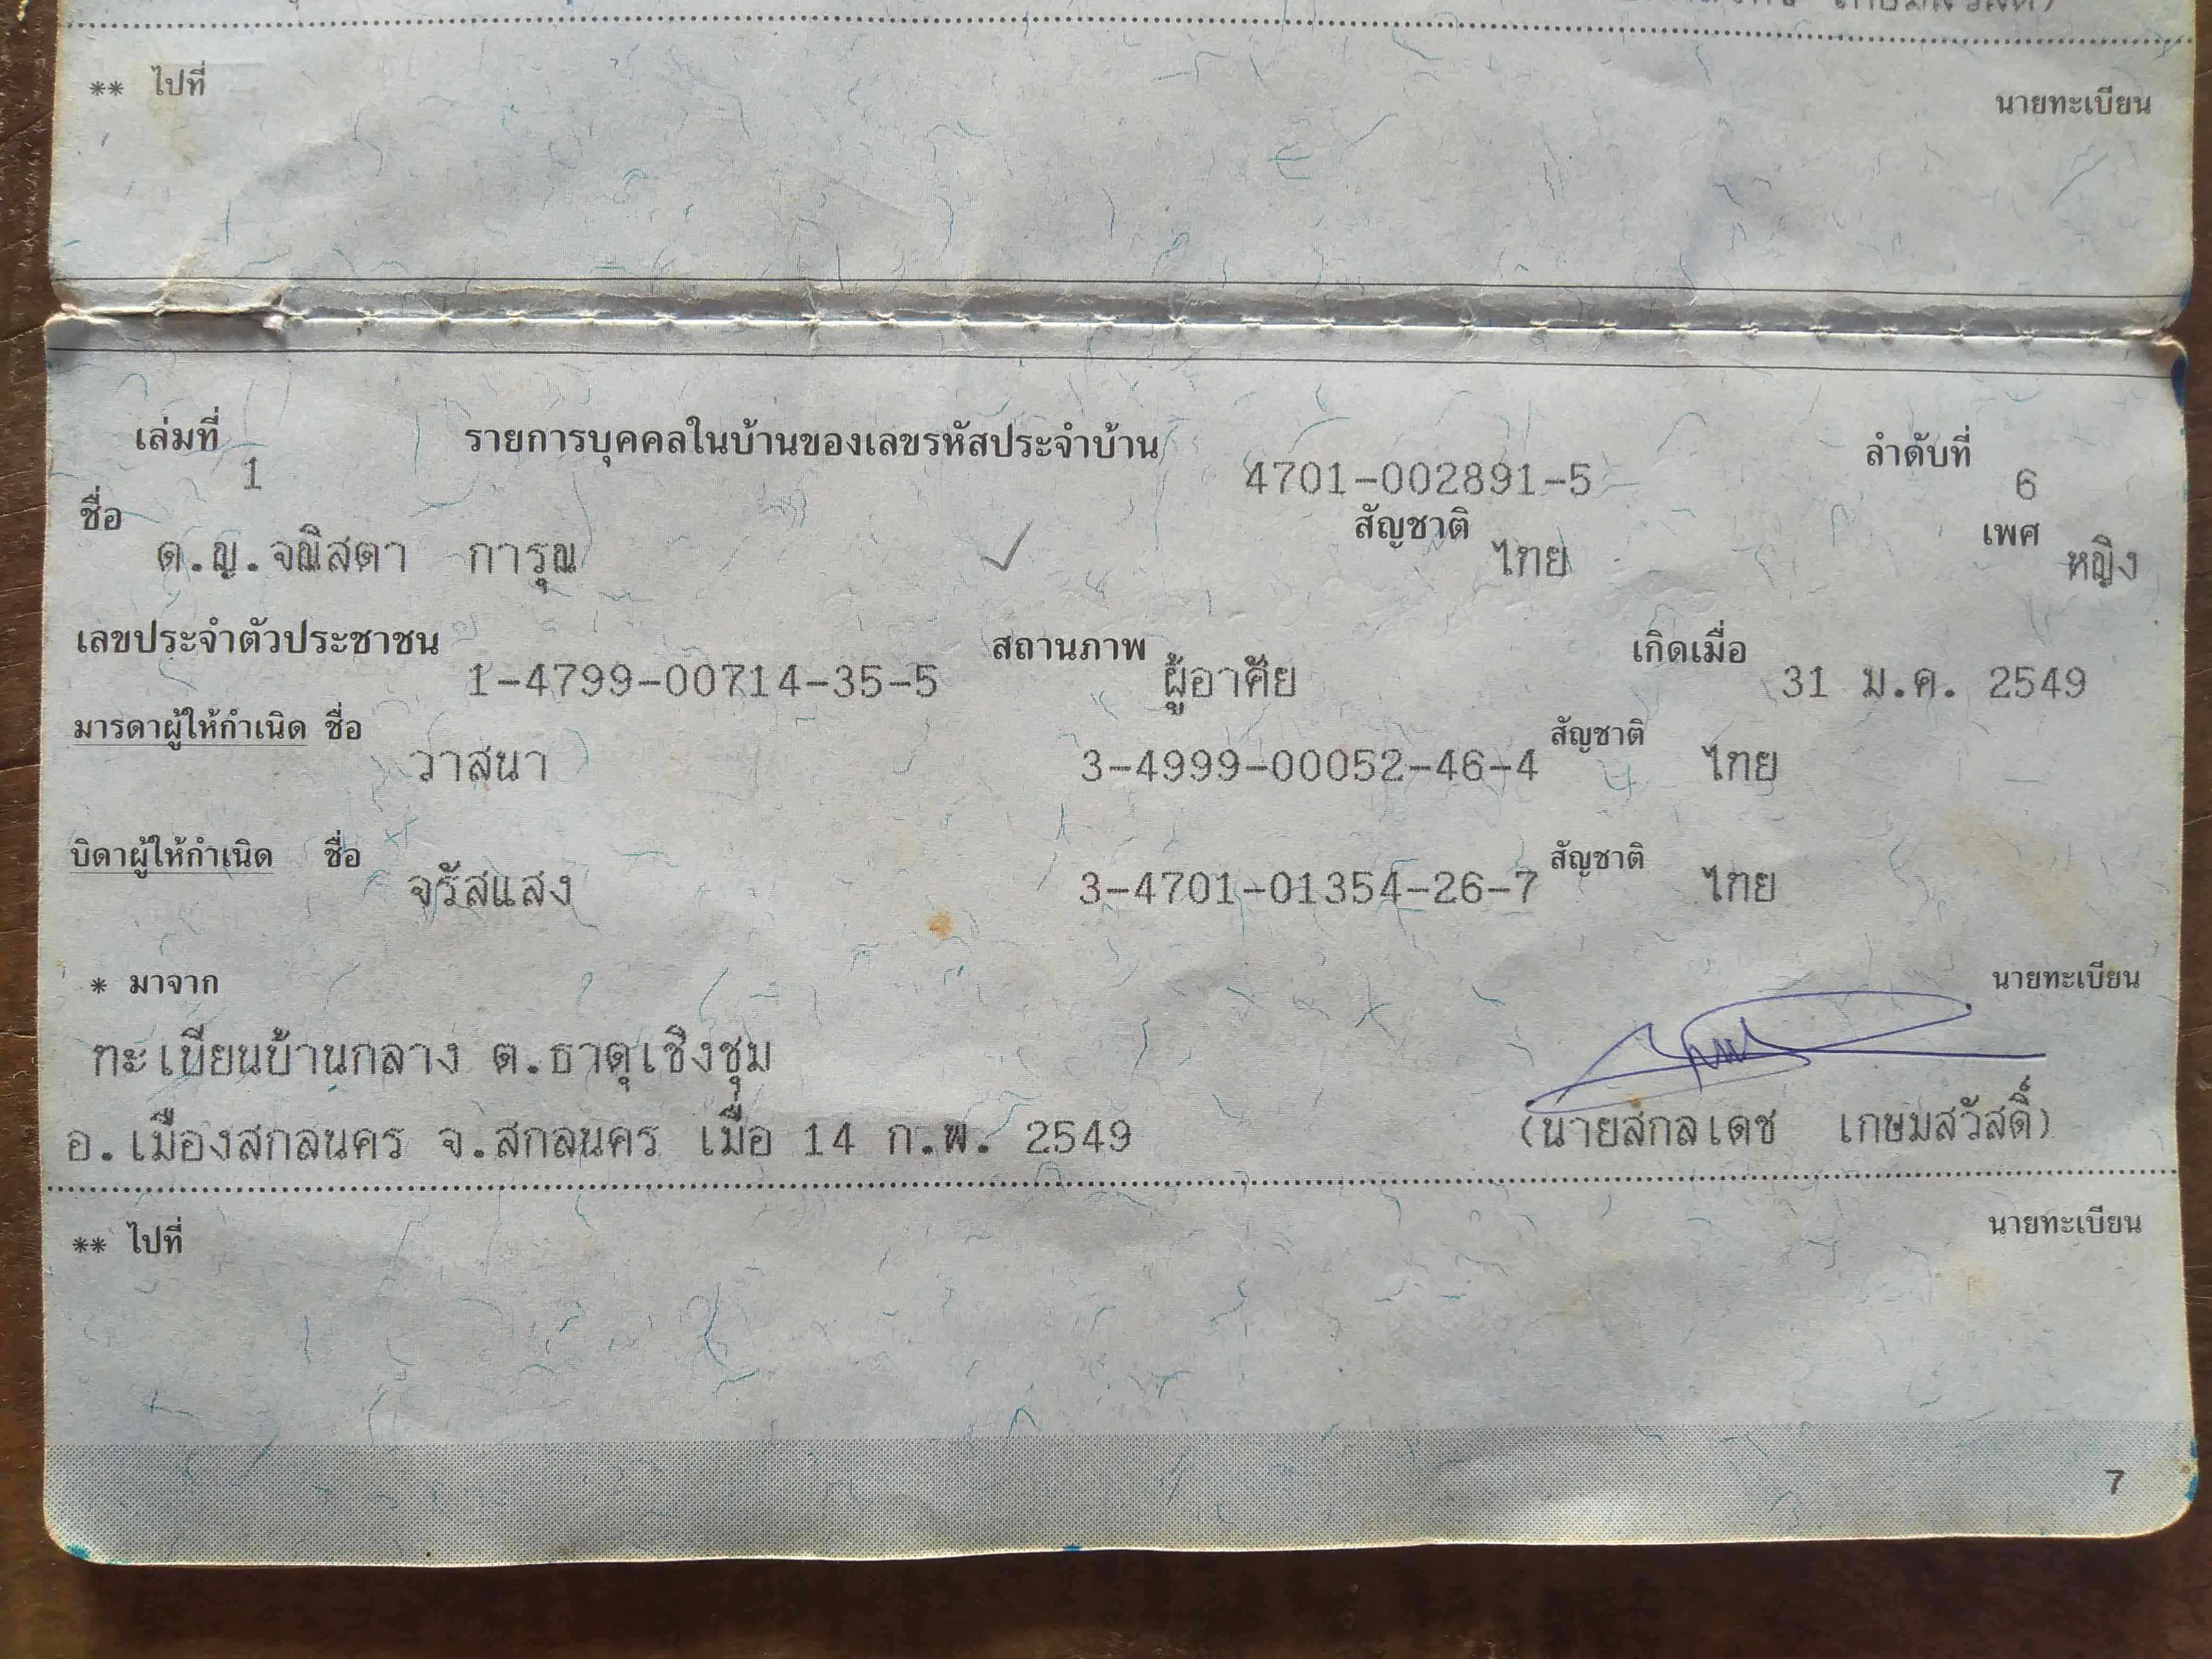 ** ไปที่
นายทะเบียน
เล่มที่ 1 รายการบุคคลในบ้านของเลขรหัสประจำบ้าน 4701-002891-5 ลำดับที่ 6
ชื่อ ด.ญ.จณิสตา การุณ สัญชาติ ไทย เพศ หญิง
เลขประจำตัวประชาชน 1-4799-00714-35-5 สถานภาพ ผู้อาศัย เกิดเมื่อ 31 ม.ค. 2549
มารดาผู้ให้กำเนิด ชื่อ วาสนา 3-4999-00052-46-4 สัญชาติ ไทย
บิดาผู้ให้กำเนิด ชื่อ จรัสแสง 3-4701-01354-26-7 สัญชาติ ไทย
* มาจาก นายทะเบียน
ทะเบียนบ้านกลาง ต.ธาตุเชิงชุม
อ.เมืองสกลนคร จ.สกลนคร เมื่อ 14 ก.พ. 2549 (นายสกลเดช เกษมสวัสดิ์)
** ไปที่ นายทะเบียน
7